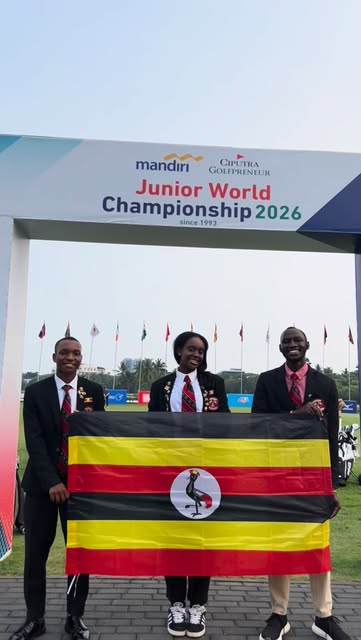 mandiri
CIPUTRA
GOLFPRENEUR
Junior World
Championship 2026
since 1993